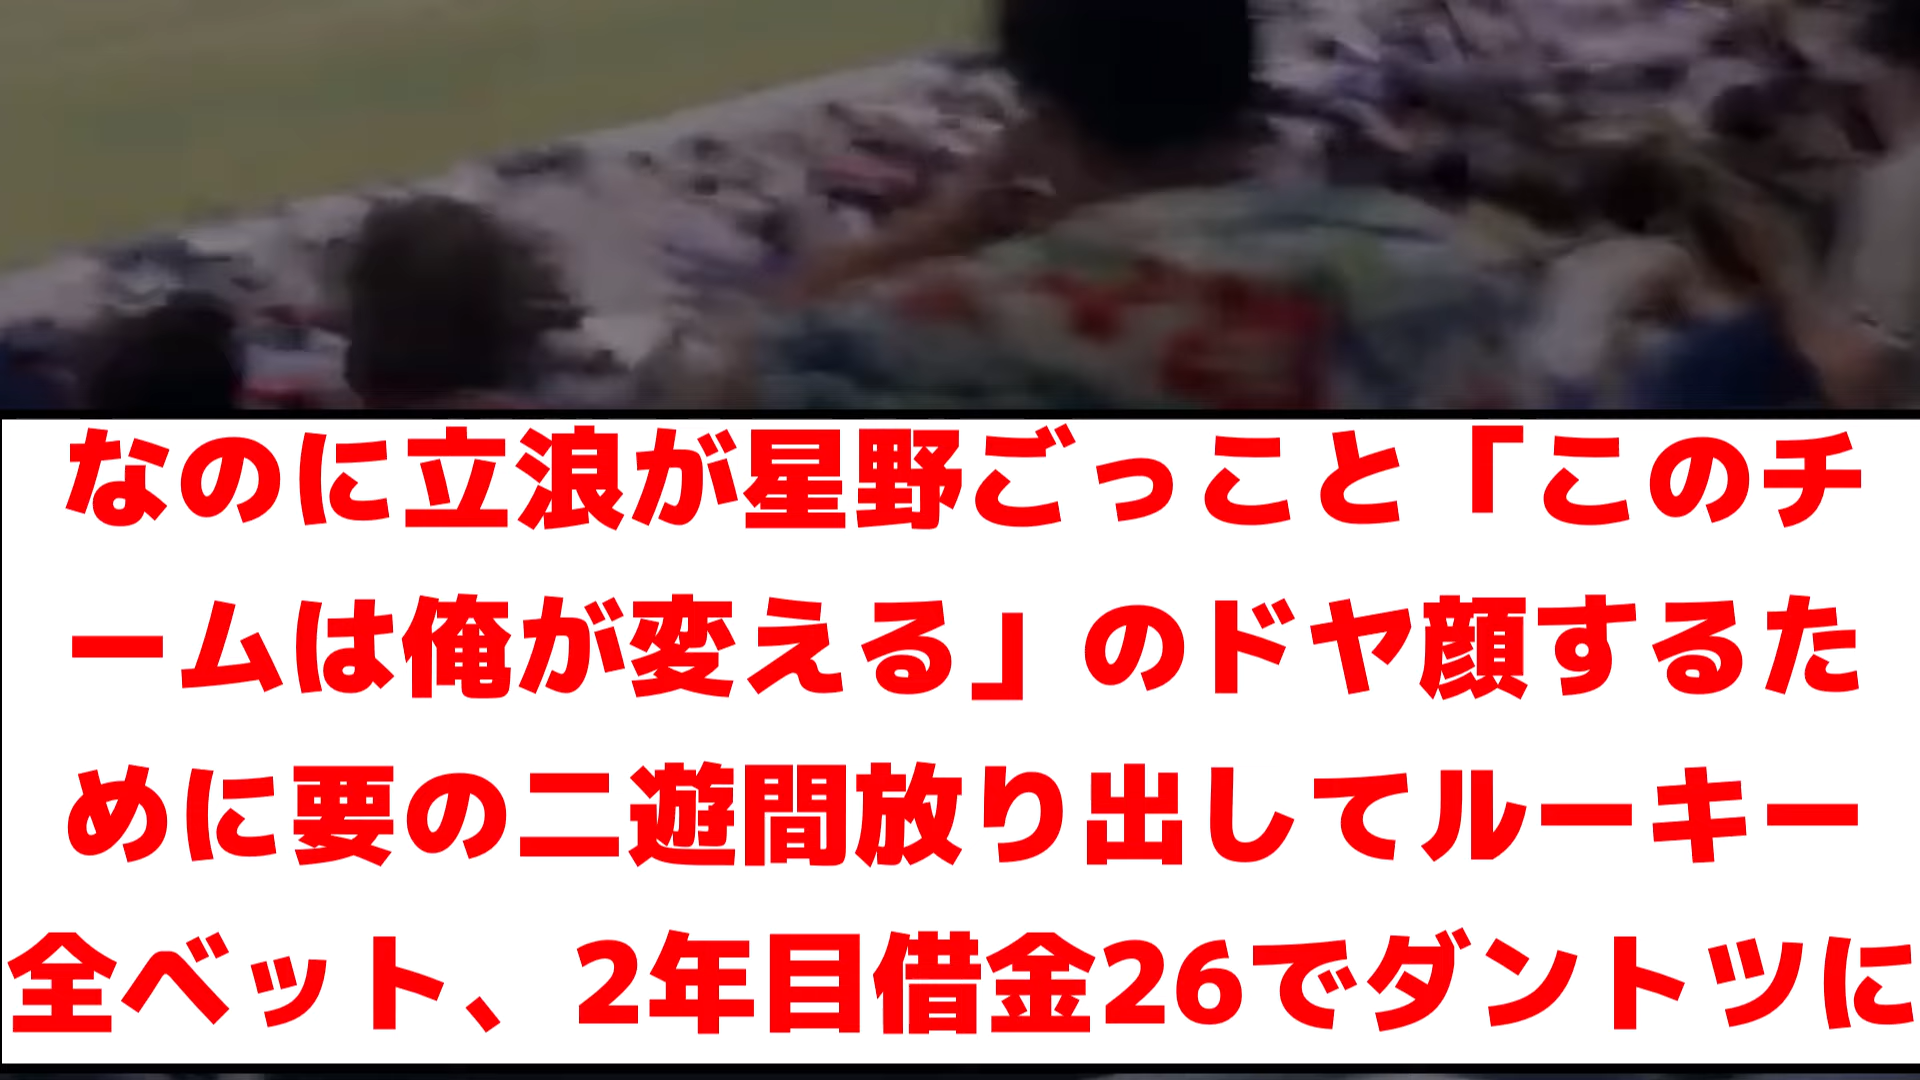 なのに立浪が星野ごっこと「このチ
ームは俺が変える」のドヤ顔するた
めに要の二遊間放り出してルーキー
全ベット、2年目借金26でダントツに